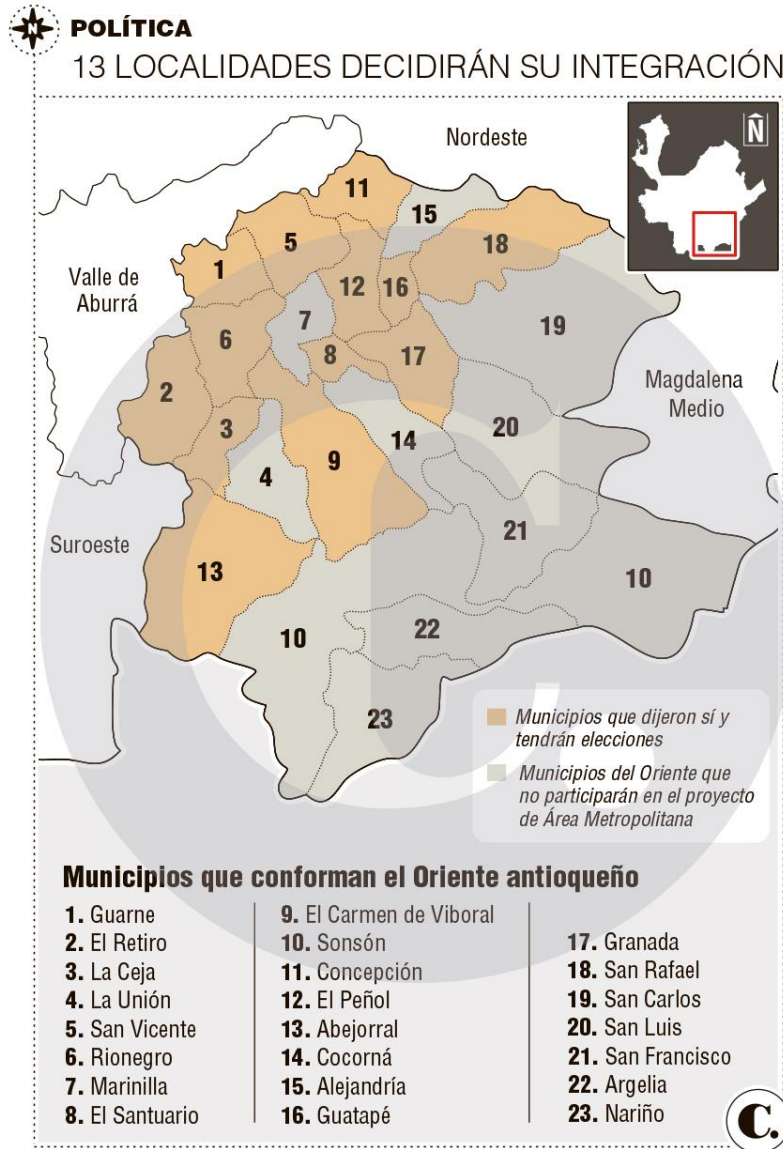 N
POLÍTICA
13 LOCALIDADES DECIDIRÁN SU INTEGRACIÓN
Nordeste
N
11
15
5
18
1
Valle de
Aburrá
12
16
7
19
6
8
17
2
Magdalena
Medio
3
20
14
9
4
21
Suroeste
13
10
10
22
23
Municipios que dijeron sí y
tendrán elecciones
Municipios del Oriente que
no participarán en el proyecto
de Área Metropolitana
Municipios que conforman el Oriente antioqueño
1. Guarne
2. El Retiro
3. La Ceja
4. La Unión
5. San Vicente
6. Rionegro
7. Marinilla
8. El Santuario
9. El Carmen de Viboral
10. Sonsón
11. Concepción
12. El Peñol
13. Abejorral
14. Cocorná
15. Alejandría
16. Guatapé
17. Granada
18. San Rafael
19. San Carlos
20. San Luis
21. San Francisco
22. Argelia
23. Nariño
C.